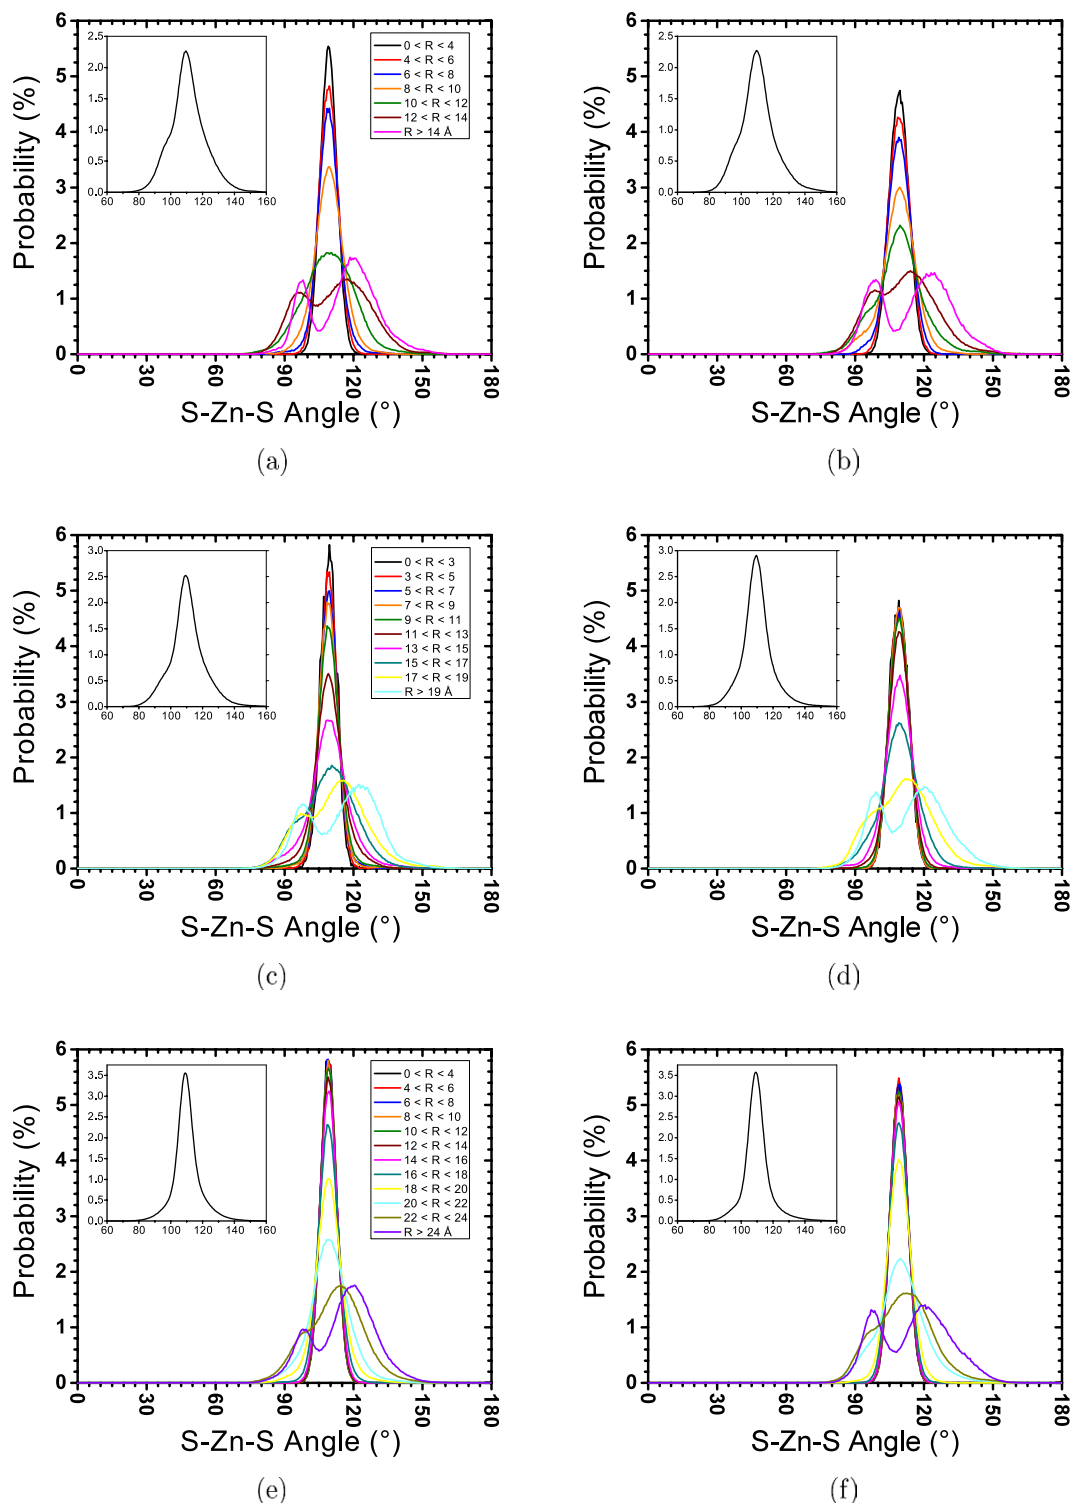 Probability (%)
6
5
4
3
2
1
0
2.5
2.0
1.5
1.0
0.5
0.0
60 80 100 120 140 160
0 < R < 4
4 < R < 6
6 < R < 8
8 < R < 10
10 < R < 12
12 < R < 14
R > 14 Å
0 30 60 90 120 150 180
S-Zn-S Angle (°)
(a)
Probability (%)
6
5
4
3
2
1
0
2.5
2.0
1.5
1.0
0.5
0.0
60 80 100 120 140 160
0 30 60 90 120 150 180
S-Zn-S Angle (°)
(b)
Probability (%)
6
5
4
3
2
1
0
3.0
2.5
2.0
1.5
1.0
0.5
0.0
60 80 100 120 140 160
0 < R < 3
3 < R < 5
5 < R < 7
7 < R < 9
9 < R < 11
11 < R < 13
13 < R < 15
15 < R < 17
17 < R < 19
R > 19 Å
0 30 60 90 120 150 180
S-Zn-S Angle (°)
(c)
Probability (%)
6
5
4
3
2
1
0
3.0
2.5
2.0
1.5
1.0
0.5
0.0
60 80 100 120 140 160
0 30 60 90 120 150 180
S-Zn-S Angle (°)
(d)
Probability (%)
6
5
4
3
2
1
0
3.5
3.0
2.5
2.0
1.5
1.0
0.5
0.0
60 80 100 120 140 160
0 < R < 4
4 < R < 6
6 < R < 8
8 < R < 10
10 < R < 12
12 < R < 14
14 < R < 16
16 < R < 18
18 < R < 20
20 < R < 22
22 < R < 24
R > 24 Å
0 30 60 90 120 150 180
S-Zn-S Angle (°)
(e)
Probability (%)
6
5
4
3
2
1
0
3.5
3.0
2.5
2.0
1.5
1.0
0.5
0.0
60 80 100 120 140 160
0 30 60 90 120 150 180
S-Zn-S Angle (°)
(f)